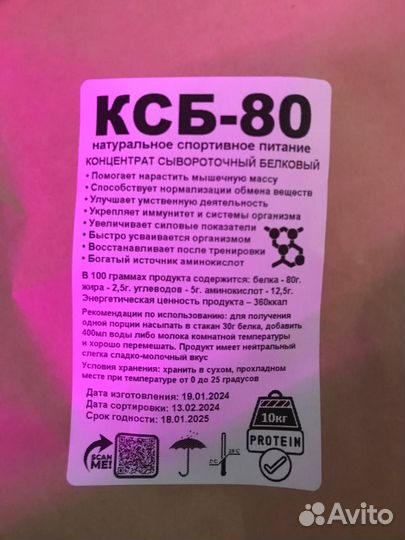 КСБ-80
натуральное спортивное питание
КОНЦЕНТРАТ СЫВОРОТОЧНЫЙ БЕЛКОВЫЙ
• Помогает нарастить мышечную массу
• Способствует нормализации обмена веществ
• Улучшает умственную деятельность
• Укрепляет иммунитет и системы организма
• Увеличивает силовые показатели
• Быстро усваивается организмом
• Восстанавливает после тренировки
• Богатый источник аминокислот
В 100 граммах продукта содержится: белка - 80г.
жира - 2,5г. углеводов - 5г. аминокислот - 12,5г.
Энергетическая ценность продукта – 360ккал
Рекомендации по использованию: для получения
одной порции насыпать в стакан 30г белка, добавить
400мл воды либо молока комнатной температуры
и хорошо перемешать. Продукт имеет нейтральный
слегка сладко-молочный вкус
Условия хранения: хранить в сухом, прохладном
месте при температуре от 0 до 25 градусов
Дата изготовления: 19.01.2024
Дата сортировки: 13.02.2024
Срок годности: 18.01.2025
10кг
PROTEIN
SCAN
ME!
Avito